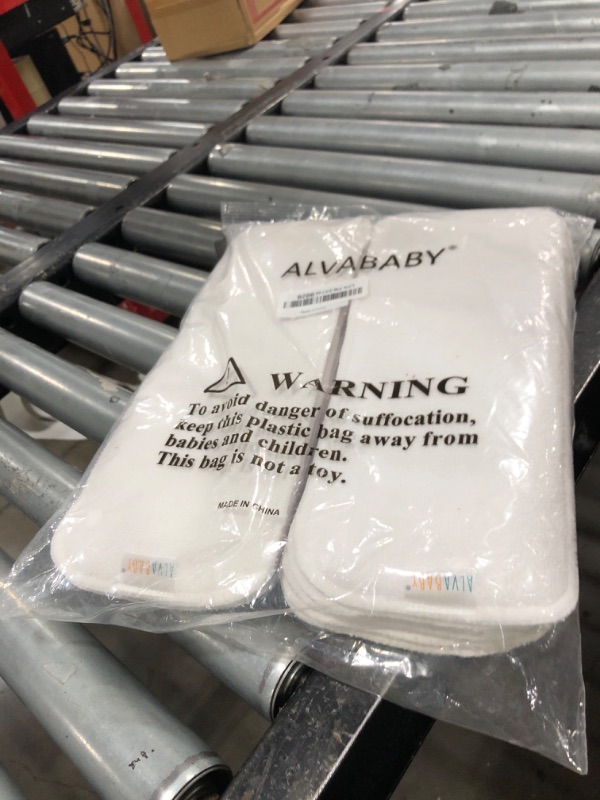 ALVABABY®
WARNING
To avoid danger of suffocation,
keep this plastic bag away from
babies and children.
This bag is not a toy.
MADE IN CHINA
ALVABABY®
ALVABABY®